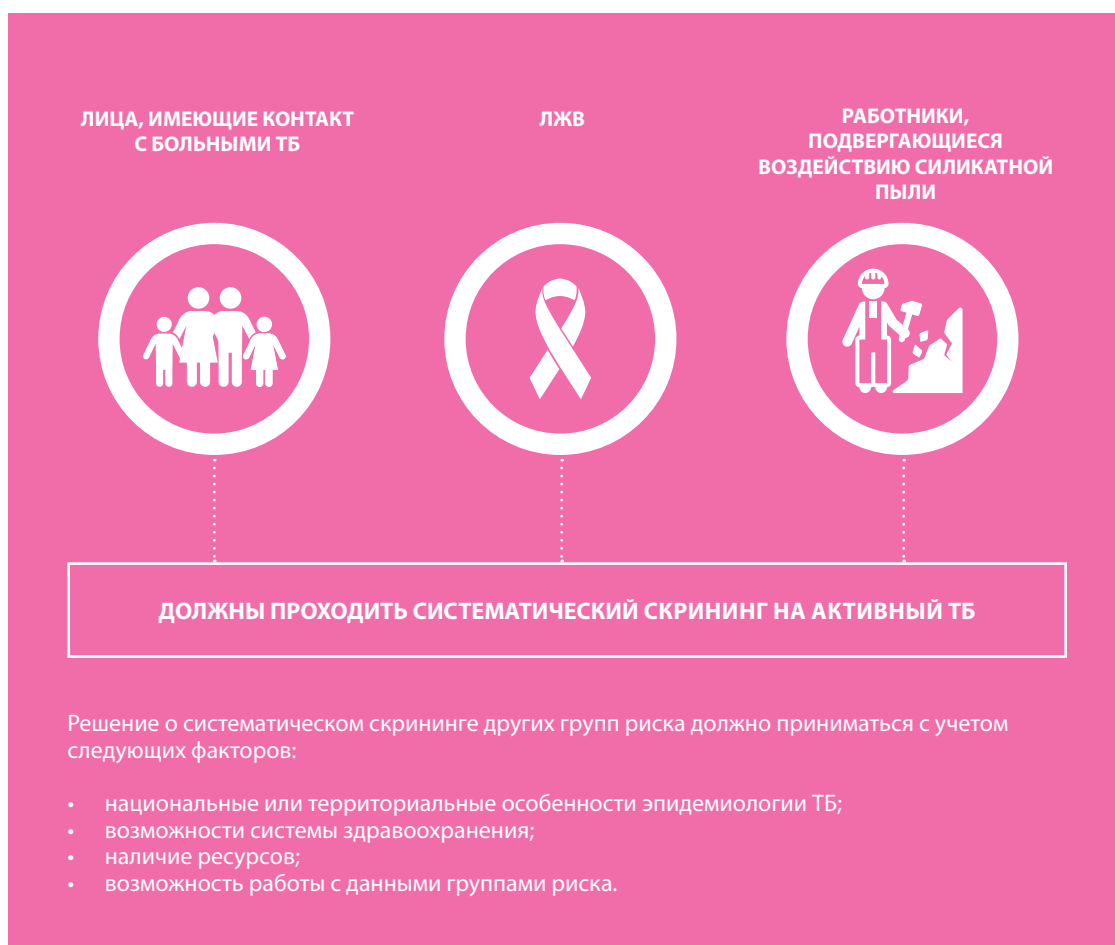 ЛИЦА, ИМЕЮЩИЕ КОНТАКТ
С БОЛЬНЫМИ ТБ
ЛЖВ
РАБОТНИКИ,
ПОДВЕРГАЮЩИЕСЯ
ВОЗДЕЙСТВИЮ СИЛИКАТНОЙ
ПЫЛИ
ДОЛЖНЫ ПРОХОДИТЬ СИСТЕМАТИЧЕСКИЙ СКРИНИНГ НА АКТИВНЫЙ ТБ
Решение о систематическом скрининге других групп риска должно приниматься с учетом
следующих факторов:
• национальные или территориальные особенности эпидемиологии ТБ;
• возможности системы здравоохранения;
• наличие ресурсов;
• возможность работы с данными группами риска.